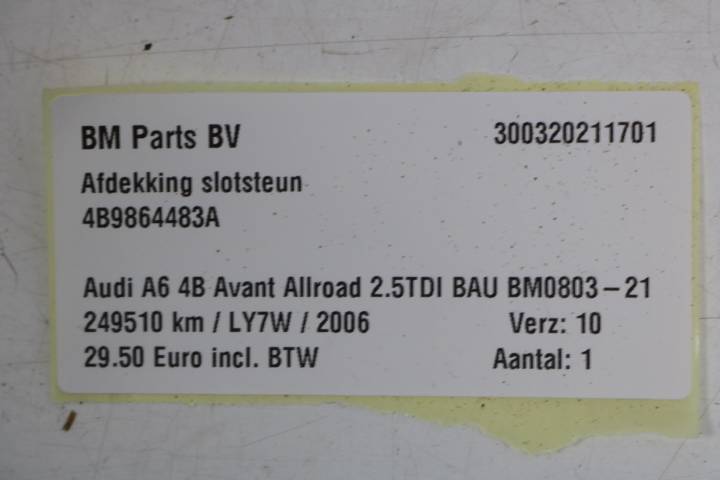 BM Parts BV 300320211701
Afdekking slotsteun
4B9864483A
Audi A6 4B Avant Allroad 2.5TDI BAU BM0803-21
249510 km / LY7W / 2006 Verz: 10
29.50 Euro incl. BTW Aantal: 1